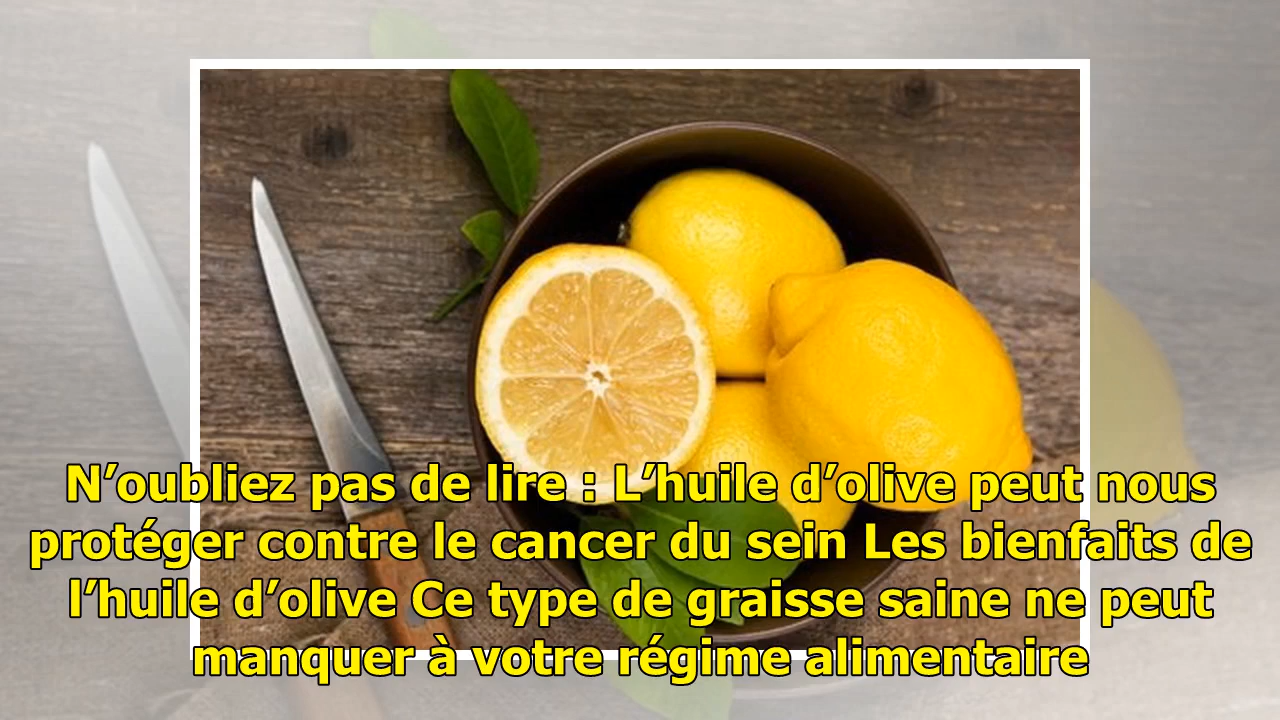 N’oubliez pas de lire : L’huile d’olive peut nous
protéger contre le cancer du sein Les bienfaits de
l’huile d’olive Ce type de graisse saine ne peut
manquer à votre régime alimentaire